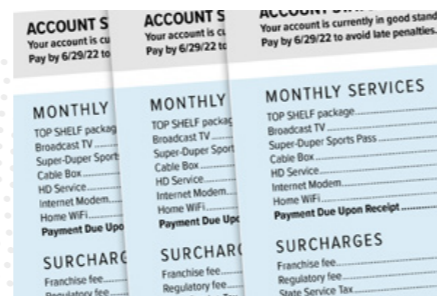 ACCOUNT S
Your account is cu
Pay by 6/29/22 to
MONTHLY
TOP SHELF packag
Broadcast TV
Super-Duper Sport
Cable Box
HD Service
Internet Modem
Home WiFi
Payment Due Upo
SURCHARG
Franchise fee
Regulatory fee
ACCOUNT S
Your account is cu
Pay by 6/29/22 to
MONTHLY
TOP SHELF packag
Broadcast TV
Super-Duper Sport
Cable Box
HD Service
Internet Modem
Home WiFi
Payment Due Upo
SURCHARG
Franchise fee
Regulatory fee
Your account is currently in good stand
Pay by 6/29/22 to avoid late penalties.
MONTHLY SERVICES
TOP SHELF package
Broadcast TV
Super-Duper Sports Pass
Cable Box
HD Service
Internet Modem
Home WiFi
Payment Due Upon Receipt
SURCHARGES
Franchise fee
Regulatory fee
State Service Tax